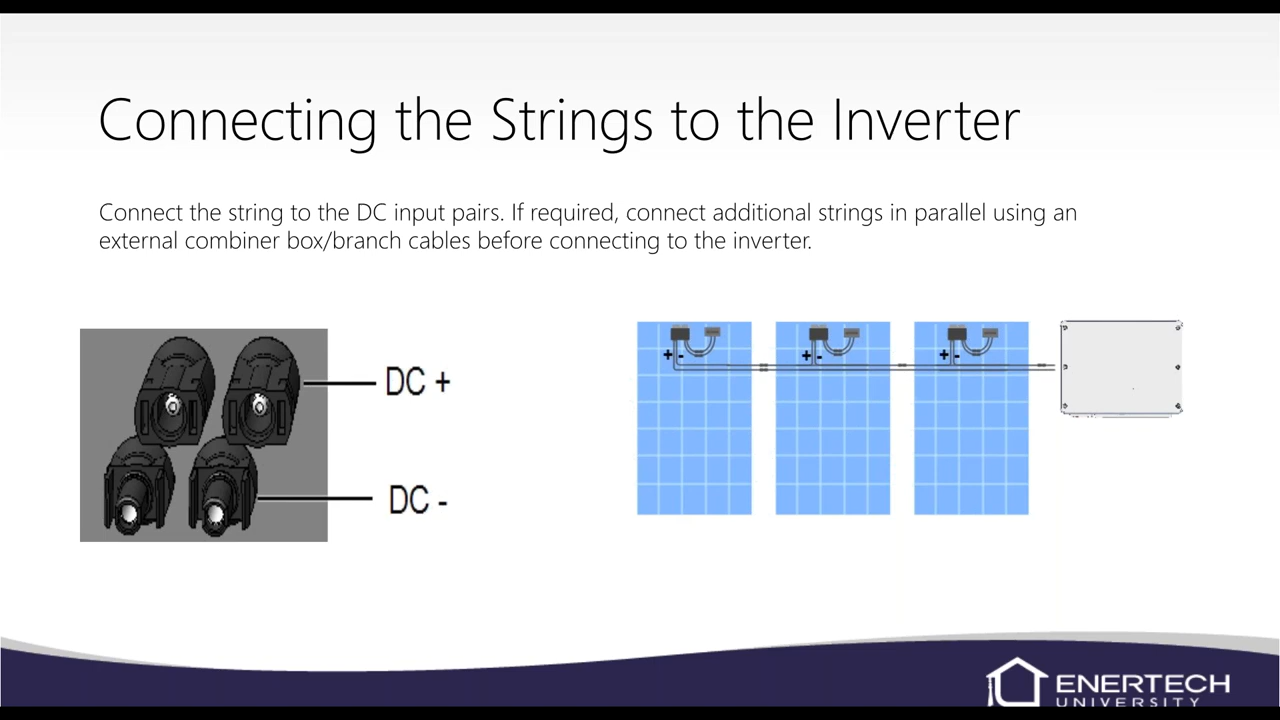 Connecting the Strings to the Inverter
Connect the string to the DC input pairs. If required, connect additional strings in parallel using an
external combiner box/branch cables before connecting to the inverter.
DC +
DC -
+ -
+ -
+ -
ENERTECH
UNIVERSITY